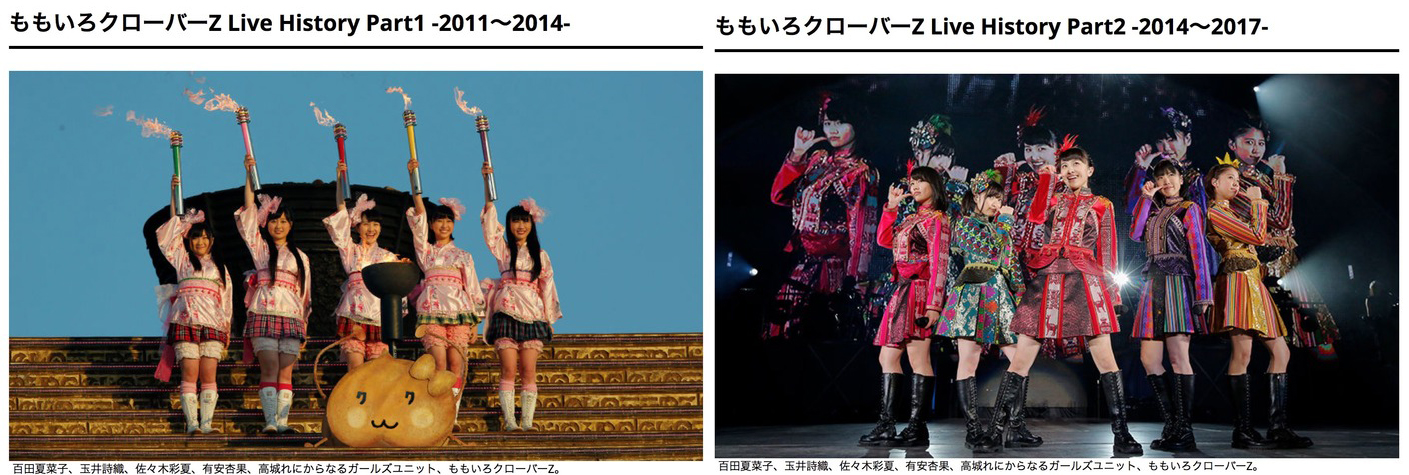 ももいろクローバーZ Live History Part1 -2011〜2014-
百田夏菜子、玉井詩織、佐々木彩夏、有安杏果、高城れにからなるガールズユニット、ももいろクローバーZ。
ももいろクローバーZ Live History Part2 -2014〜2017-
百田夏菜子、玉井詩織、佐々木彩夏、有安杏果、高城れにからなるガールズユニット、ももいろクローバーZ。